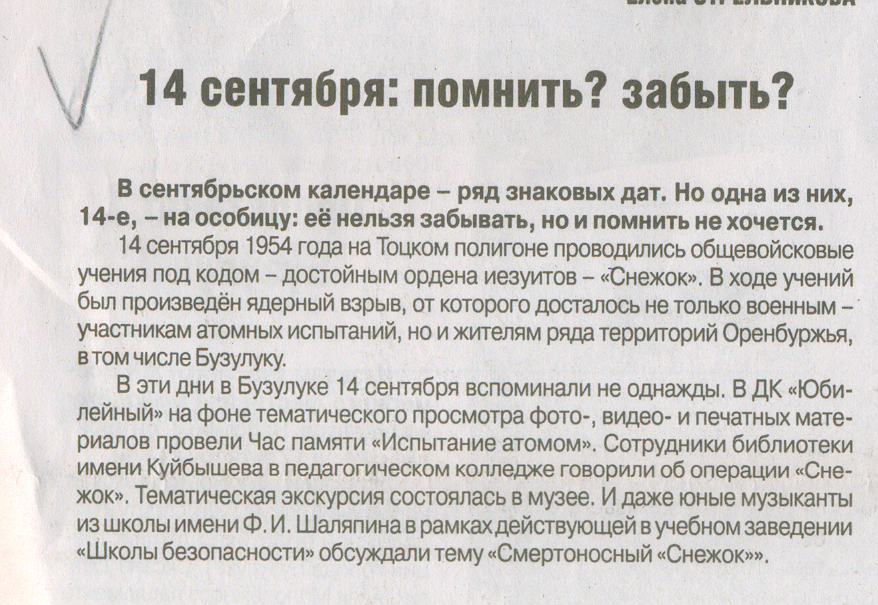 Елена СТРЕЛЬНИКОВА
14 сентября: помнить? забыть?
В сентябрьском календаре – ряд знаковых дат. Но одна из них,
14-е, – на особицу: её нельзя забывать, но и помнить не хочется.
14 сентября 1954 года на Тоцком полигоне проводились общевойсковые
учения под кодом – достойным ордена иезуитов – «Снежок». В ходе учений
был произведён ядерный взрыв, от которого досталось не только военным –
участникам атомных испытаний, но и жителям ряда территорий Оренбуржья,
в том числе Бузулуку.
В эти дни в Бузулуке 14 сентября вспоминали не однажды. В ДК «Юби-
лейный» на фоне тематического просмотра фото-, видео- и печатных мате-
риалов провели Час памяти «Испытание атомом». Сотрудники библиотеки
имени Куйбышева в педагогическом колледже говорили об операции «Сне-
жок». Тематическая экскурсия состоялась в музее. И даже юные музыканты
из школы имени Ф. И. Шаляпина в рамках действующей в учебном заведении
«Школы безопасности» обсуждали тему «Смертоносный «Снежок»».